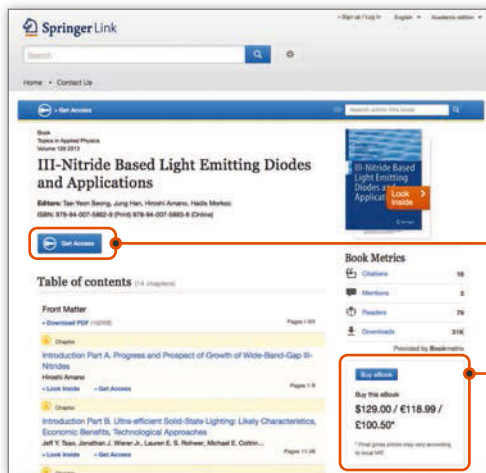 » Sign up / Log in English Academic edition
Springer Link
Search
Home • Contact Us
» Get Access
Search within this book
Book
Topics in Applied Physics
Volume 126 2013
III-Nitride Based Light Emitting Diodes
and Applications
Editors: Tae-Yeon Seong, Jung Han, Hiroshi Amano, Hadis Morkoc
ISBN: 978-94-007-5862-9 (Print) 978-94-007-5863-6 (Online)
Get Access
III-Nitride Based
Light Emitting
Diodes and
Applicat
Look
Inside
Springer
Table of contents (14 chapters)
Front Matter
» Download PDF
Pages
Chapter
Introduction Part A. Progress and Prospect of Growth of Wide-Band-Gap III-
Nitrides
Hiroshi Amano
» Look Inside » Get Access
Pages 1-9
Chapter
Introduction Part B. Ultra-efficient Solid-State Lighting: Likely Characteristics,
Economic Benefits, Technological Approaches
Jeff Y. Tsao, Jonathan J. Wierer Jr., Lauren E. S. Rohwer, Michael E. Coltrin...
» Look Inside » Get Access
Pages 11-28
Chapter
Book Metrics
Citations 16
Mentions 3
Readers 79
Downloads 31K
Provided by Bookmetrix
Buy eBook
Buy this eBook
$129.00 / €118.99 /
£100.50*
* Final gross prices may vary according
to local VAT.